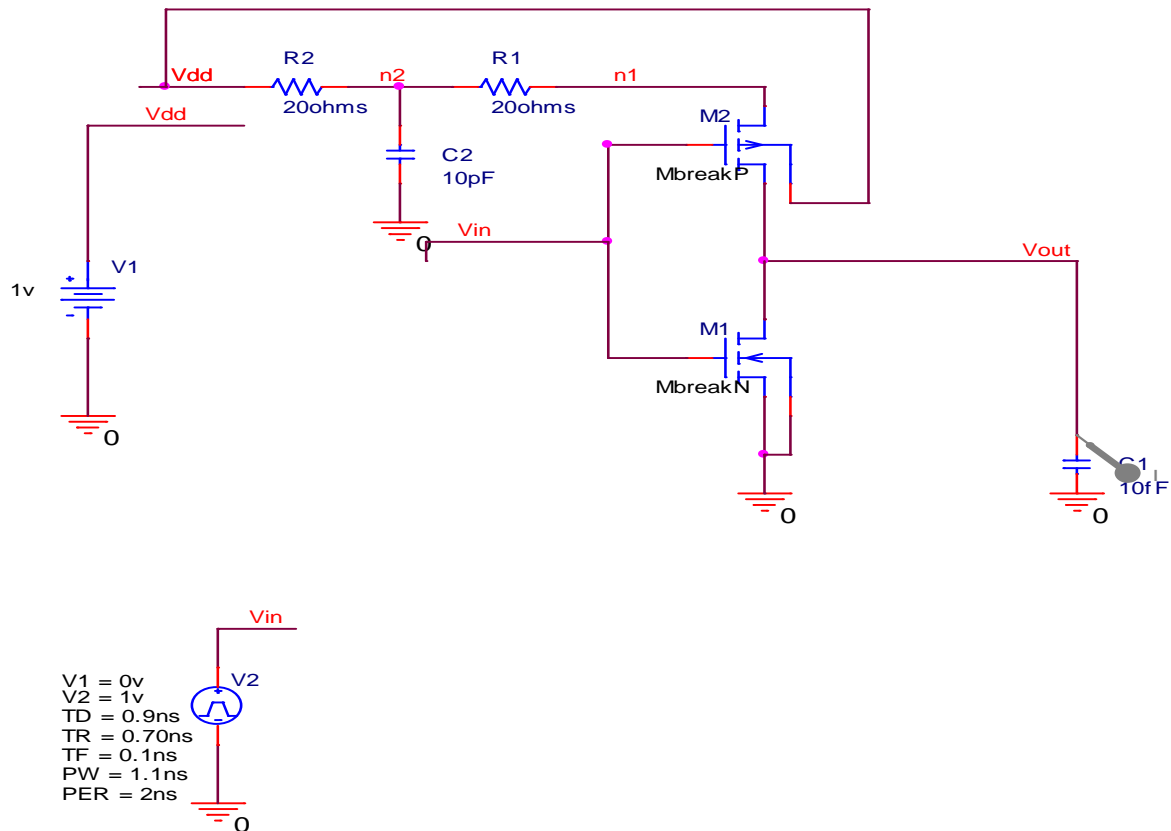 R2
R1
Vdd
n2
n1
20ohms
20ohms
Vdd
M2
C2
10pF
MbreakP
0
Vin
Vout
V1
1v
M1
MbreakN
0
C1
10fF
0
0
Vin
V2
V1 = 0v
V2 = 1v
TD = 0.9ns
TR = 0.70ns
TF = 0.1ns
PW = 1.1ns
PER = 2ns
0